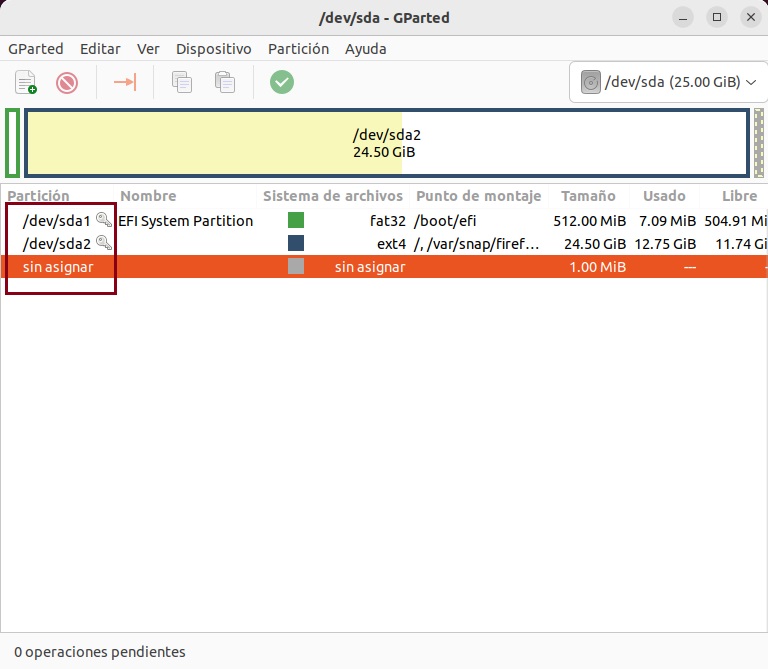 /dev/sda - GParted
GParted Editar Ver Dispositivo Partición Ayuda
/dev/sda (25.00 GiB)
/dev/sda2
24.50 GiB
Partición Nombre Sistema de archivos Punto de montaje Tamaño Usado Libre
/dev/sda1 EFI System Partition fat32 /boot/efi 512.00 MiB 7.09 MiB 504.91 Mi
/dev/sda2 ext4 /, /var/snap/firef... 24.50 GiB 12.75 GiB 11.74 G
sin asignar sin asignar 1.00 MiB ---
0 operaciones pendientes